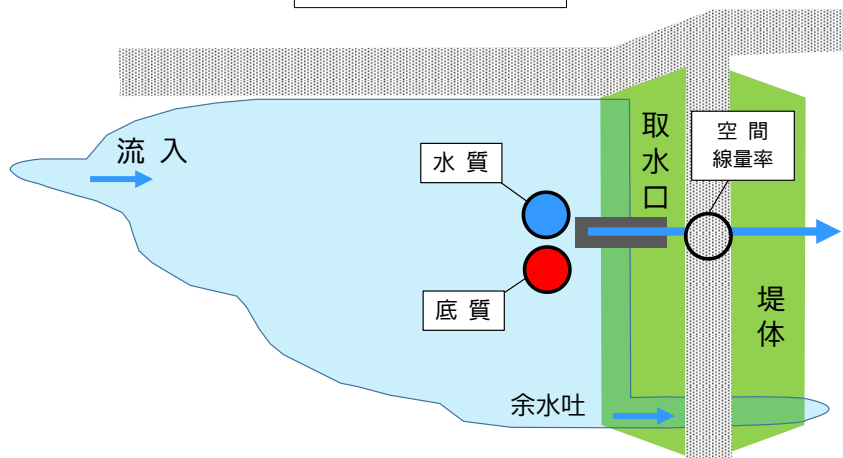 流入
取水口
空間
線量率
水質
底質
堤体
余水吐